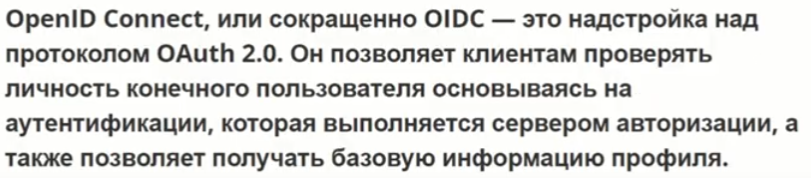 OpenID Connect, или сокращенно OIDC — это надстройка над
протоколом OAuth 2.0. Он позволяет клиентам проверять
личность конечного пользователя основываясь на
аутентификации, которая выполняется сервером авторизации, а
также позволяет получать базовую информацию профиля.